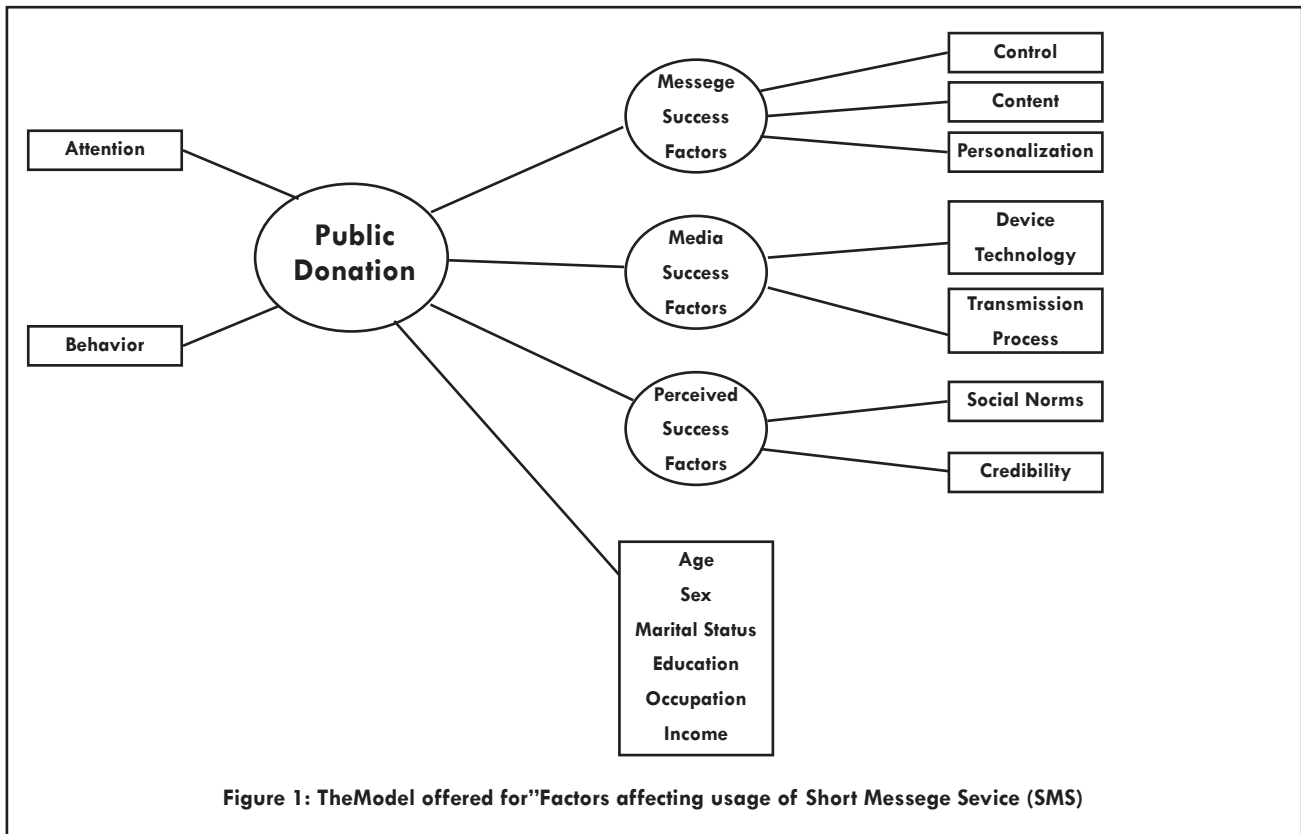 Attention
Behavior
Public
Donation
Messege
Success
Factors
Media
Success
Factors
Perceived
Success
Factors
Control
Content
Personalization
Device
Technology
Transmission
Process
Social Norms
Credibility
Age
Sex
Marital Status
Education
Occupation
Income
Figure 1: TheModel offered for”Factors affecting usage of Short Messege Sevice (SMS)